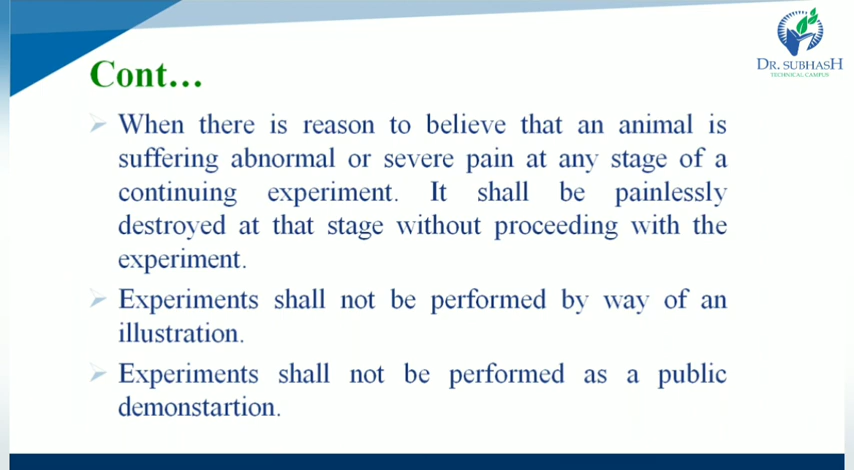 DR. SUBHASH
TECHNICAL CAMPUS
Cont...
When there is reason to believe that an animal is
suffering abnormal or severe pain at any stage of a
continuing experiment. It shall be painlessly
destroyed at that stage without proceeding with the
experiment.
Experiments shall not be performed by way of an
illustration.
Experiments shall not be performed as a public
demonstartion.